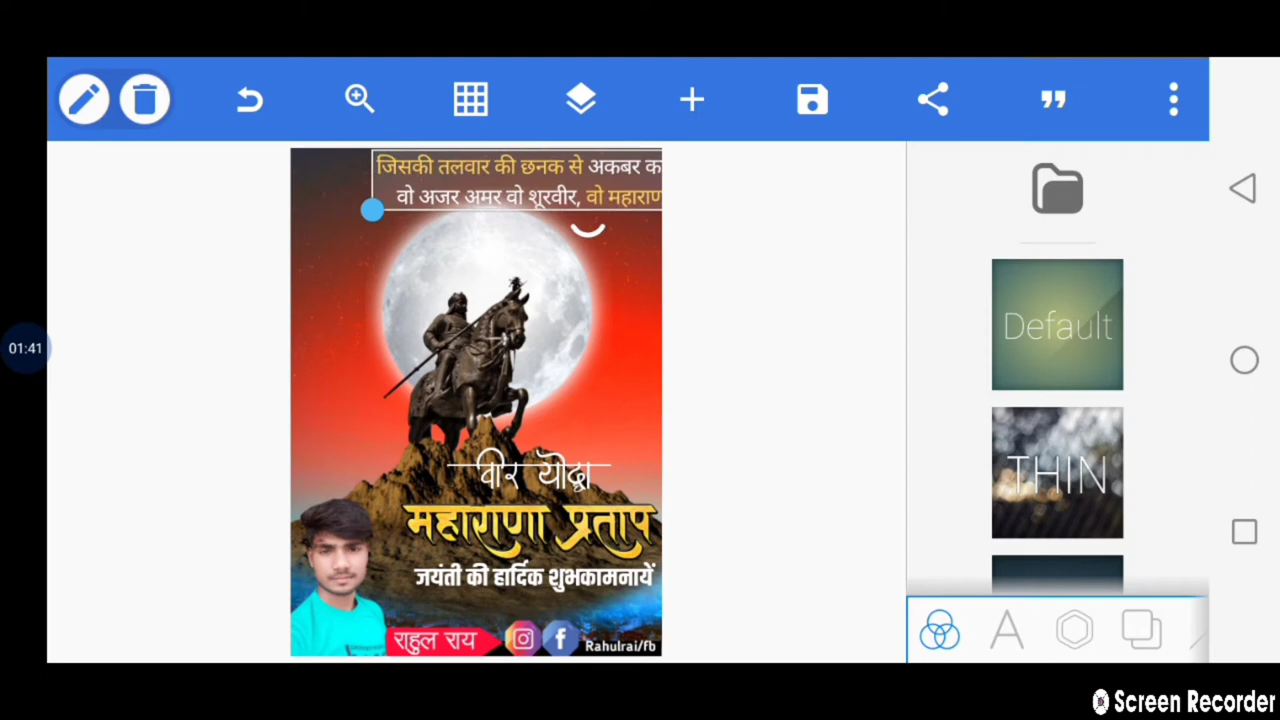 जिसकी तलवार की छनक से अकबर क
वो अजर अमर वो शूरवीर, वो महाराण
01:41
Default
THIN
वीर योद्धा
महाराणा प्रताप
जयंती की हार्दिक शुभकामनायें
राहुल राय
Rahulrai/fb
Screen Recorder